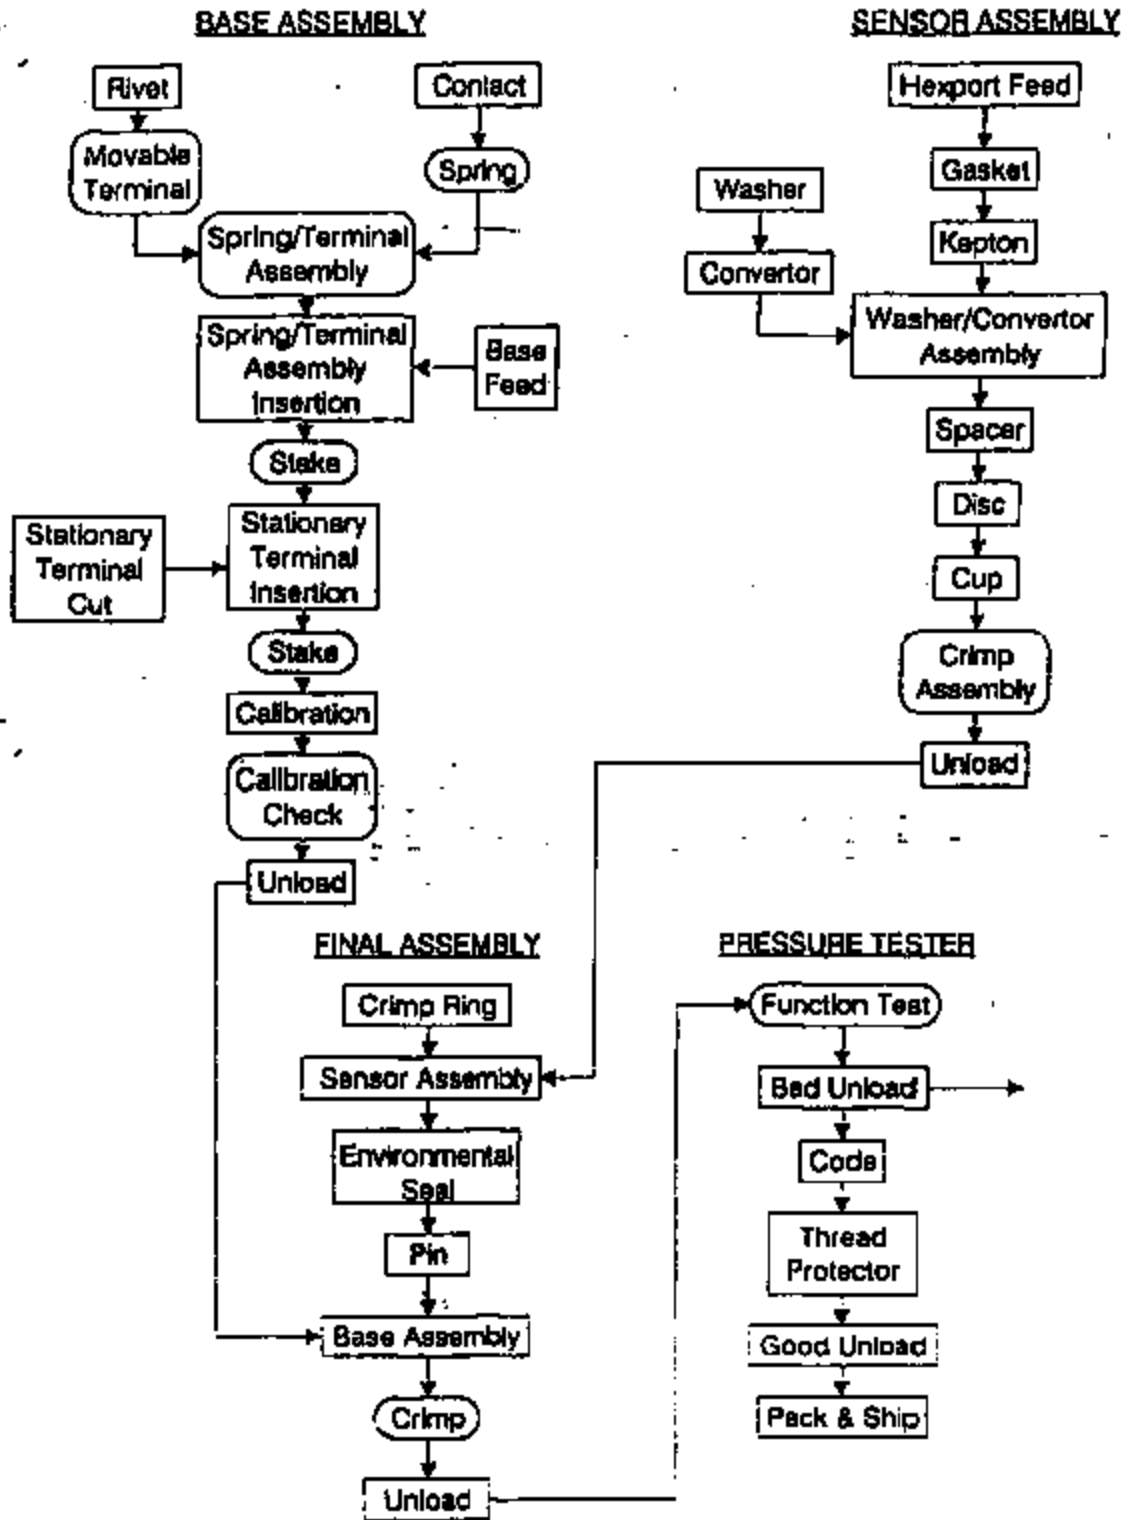 BASE ASSEMBLY
Rivet
Contact
Movable
Terminal
Spring
Spring/Terminal
Assembly
Spring/Terminal
Assembly
Insertion
Base
Feed
Stake
Stationary
Terminal
Cut
Stationary
Terminal
Insertion
Stake
Calibration
Calibration
Check
Unload
SENSOR ASSEMBLY
Hexport Feed
Gasket
Washer
Kapton
Convertor
Washer/Convertor
Assembly
Spacer
Disc
Cup
Crimp
Assembly
Unload
FINAL ASSEMBLY
Crimp Ring
Sensor Assembly
Environmental
Seal
Pin
Base Assembly
Crimp
Unload
PRESSURE TESTER
Function Test
Bad Unload
Code
Thread
Protector
Good Unload
Pack & Ship